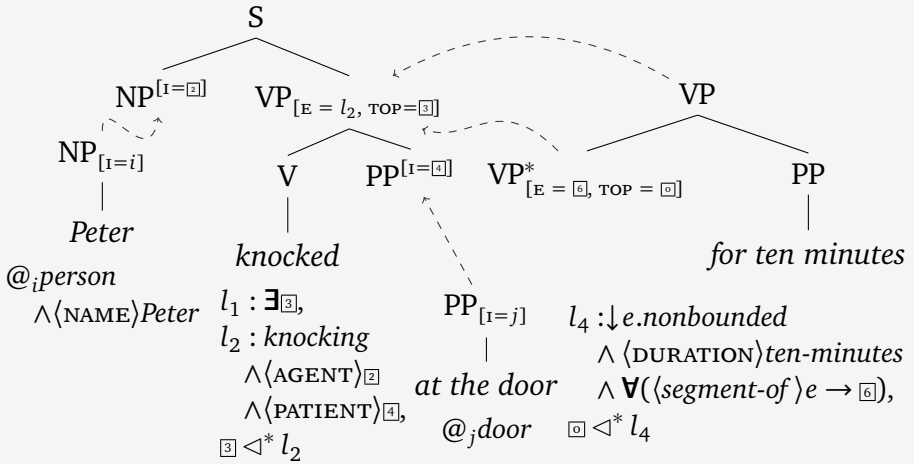 S
NP[I=2] VP[E = l₂, TOP=3] VP
NP[I=i] V PP[I=4] VP*[E = 6, TOP = 0] PP
Peter knocked for ten minutes
@ᵢperson
∧⟨NAME⟩Peter
l₁ : ∃3,
l₂ : knocking
∧⟨AGENT⟩2
∧⟨PATIENT⟩4,
3 ◁* l₂
PP[I=j]
at the door
@ⱼdoor
l₄ :↓e.nonbounded
∧ ⟨DURATION⟩ten-minutes
∧ ∀(⟨segment-of ⟩e → 6),
0 ◁* l₄